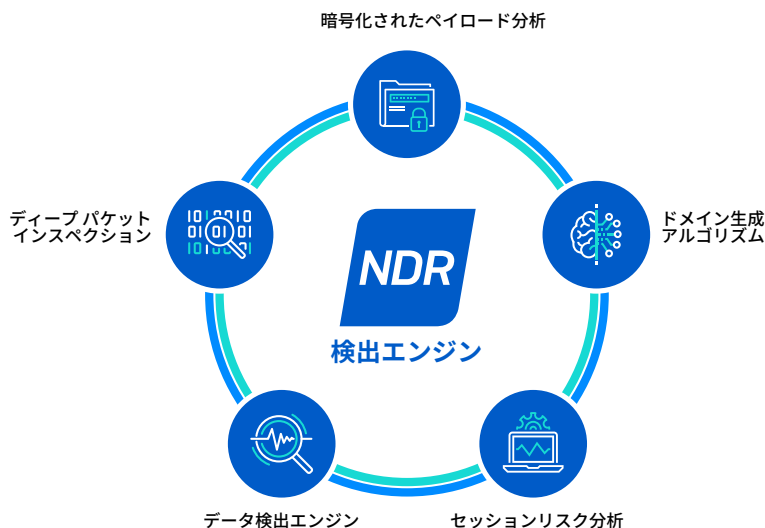 暗号化されたペイロード分析
ディープ パケット
インスペクション
ドメイン生成
アルゴリズム
NDR
検出エンジン
データ検出エンジン
セッションリスク分析